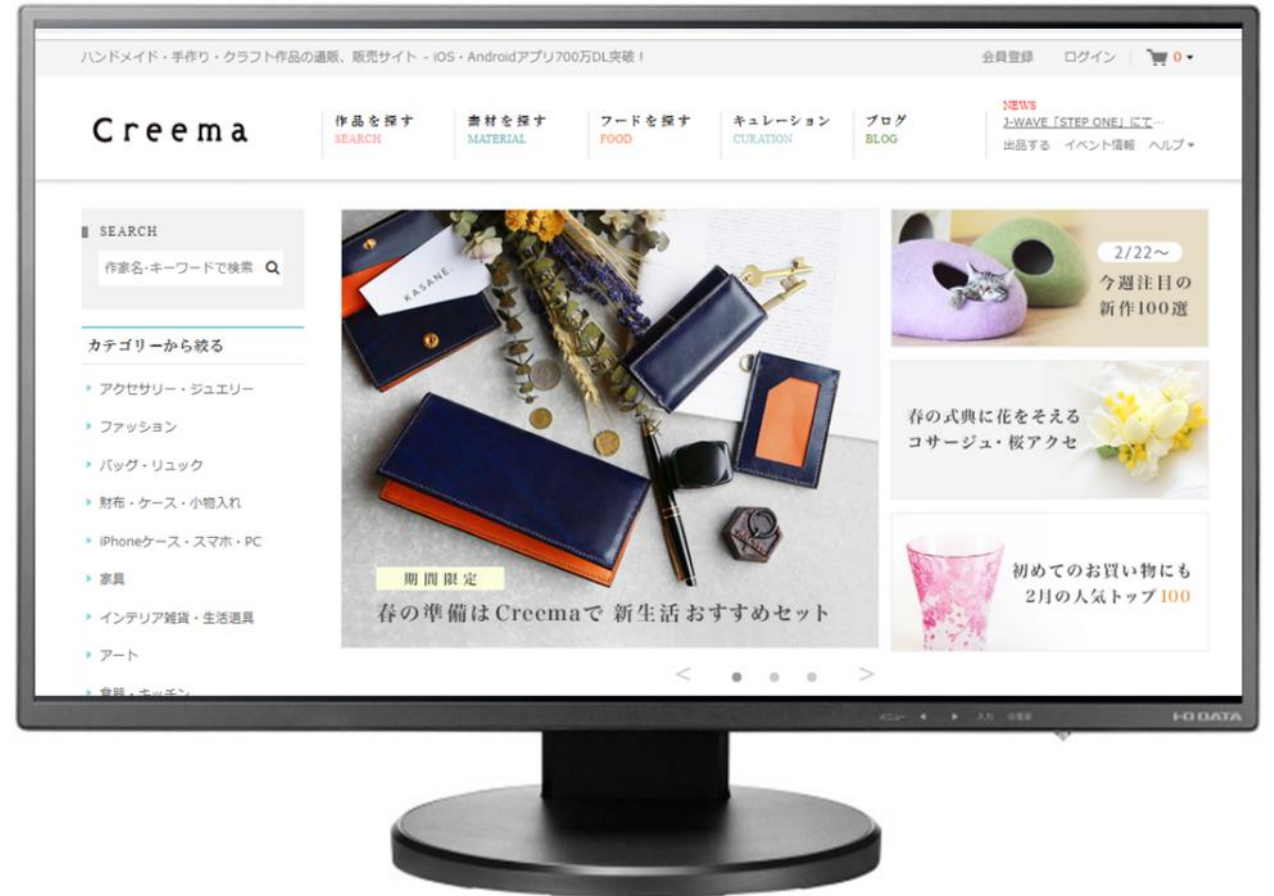 ハンドメイド・手作り・クラフト作品の通販、販売サイト - iOS・Androidアプリ700万DL突破！
会員登録 ログイン 0
Creema
作品を探す 素材を探す フードを探す キュレーション ブログ
SEARCH MATERIAL FOOD CURATION BLOG
NEWS
J-WAVE「STEP ONE」にて…
出品する イベント情報 ヘルプ
SEARCH
作家名・キーワードで検索
カテゴリーから絞る
アクセサリー・ジュエリー
ファッション
バッグ・リュック
財布・ケース・小物入れ
iPhoneケース・スマホ・PC
家具
インテリア雑貨・生活道具
アート
食器・キッチン
KASANE.
期間限定
春の準備はCreemaで 新生活おすすめセット
2/22～
今週注目の
新作100選
春の式典に花をそえる
コサージュ・桜アクセ
初めてのお買い物にも
2月の人気トップ100
< >
メニュー 入力
I-O DATA